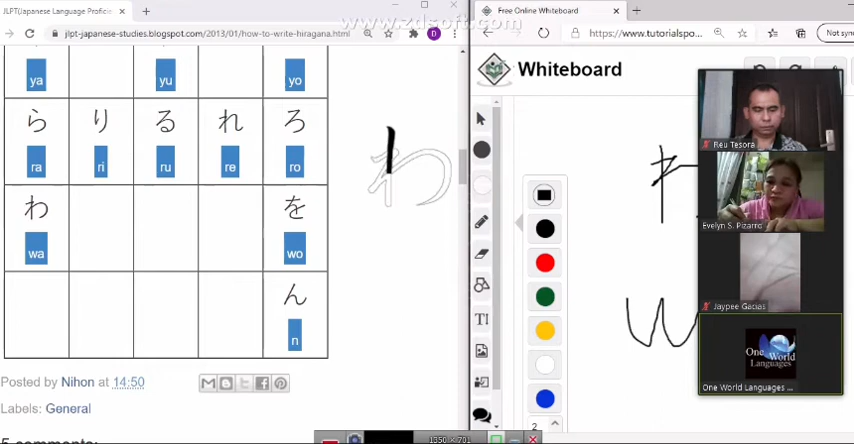 JLPT(Japanese Language Proficie
Free Online Whiteboard
www.zdsoft.com
jlpt-japanese-studies.blogspot.com/2013/01/how-to-write-hiragana.html
https://www.tutorialspo...
Not sync
D
ya yu yo
ら り る れ ろ
ra ri ru re ro
わ を
wa wo
ん
n
Posted by Nihon at 14:50
Labels: General
5 comments:
わ
Whiteboard
TI
2
Reu Tesora
Evelyn S. Pizarro
Jaypee Gacias
One World
Languages
One World Languages ...
1350 x 701